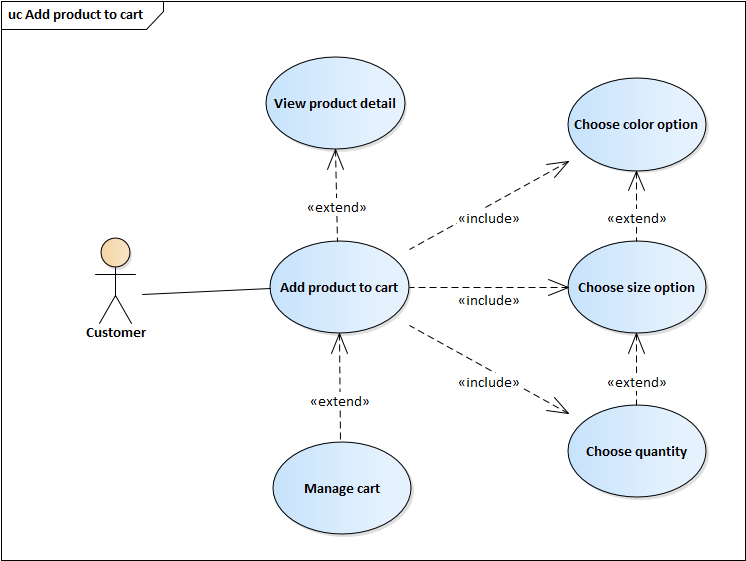 uc Add product to cart
View product detail
Choose color option
«extend»
«include»
«extend»
Customer
Add product to cart
«include»
Choose size option
«extend»
«include»
«extend»
Manage cart
Choose quantity